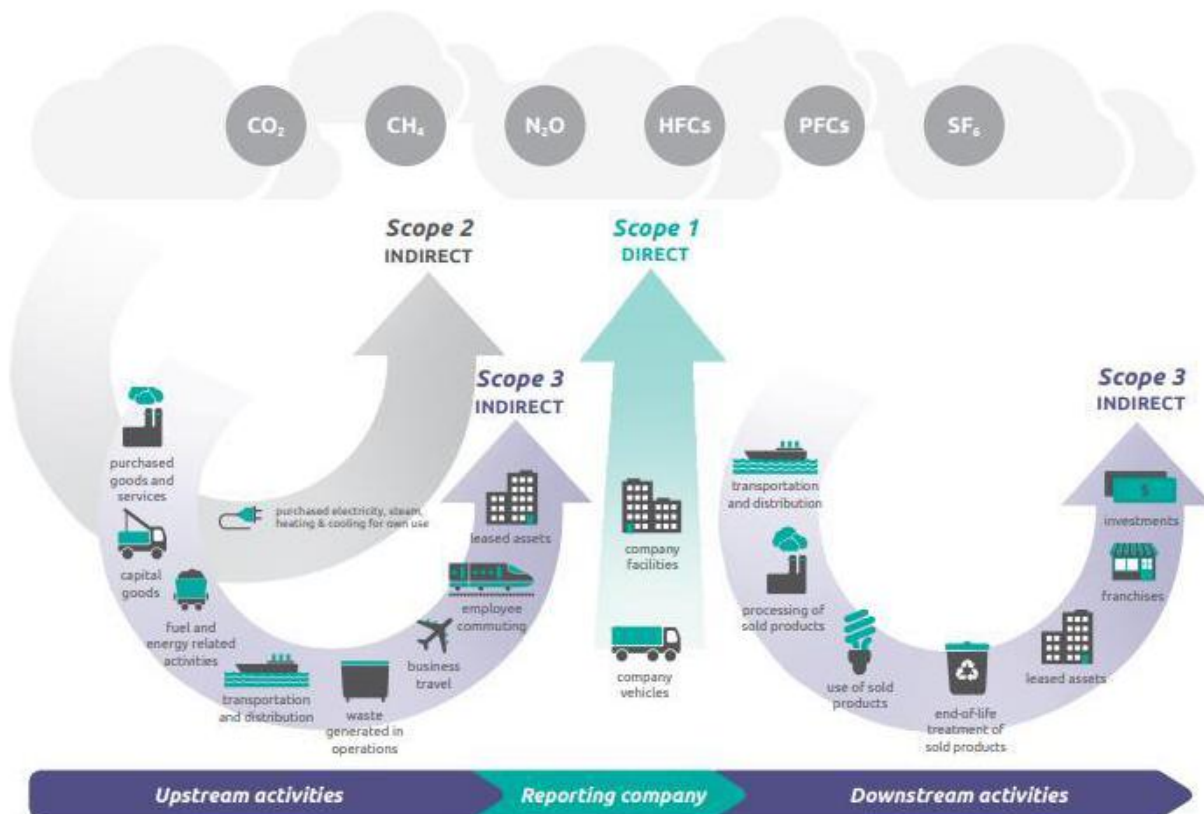 CO₂
CH₄
N₂O
HFCs
PFCs
SF₆
Scope 2
INDIRECT
Scope 1
DIRECT
Scope 3
INDIRECT
Scope 3
INDIRECT
purchased
goods and
services
capital
goods
fuel and
energy related
activities
transportation
and distribution
waste
generated in
operations
business
travel
employee
commuting
leased assets
purchased electricity, steam,
heating & cooling for own use
company
facilities
company
vehicles
transportation
and distribution
processing of
sold products
use of sold
products
end-of-life
treatment of
sold products
leased assets
franchises
$
investments
Upstream activities
Reporting company
Downstream activities